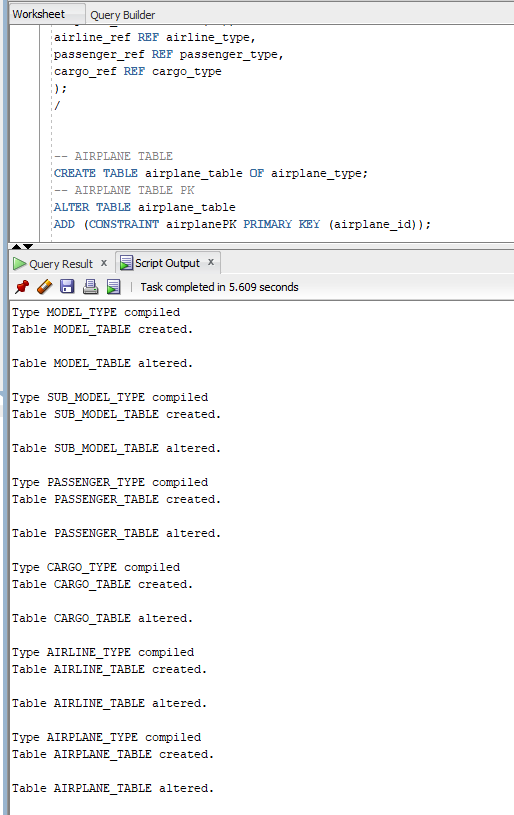 Worksheet Query Builder
airline_ref REF airline_type,
passenger_ref REF passenger_type,
cargo_ref REF cargo_type
);
/
-- AIRPLANE TABLE
CREATE TABLE airplane_table OF airplane_type;
-- AIRPLANE TABLE PK
ALTER TABLE airplane_table
ADD (CONSTRAINT airplanePK PRIMARY KEY (airplane_id));
Query Result x Script Output x
Task completed in 5.609 seconds
Type MODEL_TYPE compiled
Table MODEL_TABLE created.
Table MODEL_TABLE altered.
Type SUB_MODEL_TYPE compiled
Table SUB_MODEL_TABLE created.
Table SUB_MODEL_TABLE altered.
Type PASSENGER_TYPE compiled
Table PASSENGER_TABLE created.
Table PASSENGER_TABLE altered.
Type CARGO_TYPE compiled
Table CARGO_TABLE created.
Table CARGO_TABLE altered.
Type AIRLINE_TYPE compiled
Table AIRLINE_TABLE created.
Table AIRLINE_TABLE altered.
Type AIRPLANE_TYPE compiled
Table AIRPLANE_TABLE created.
Table AIRPLANE_TABLE altered.